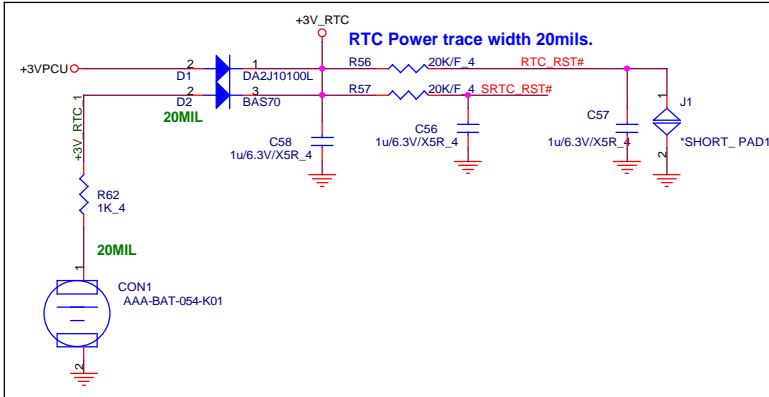 +3V_RTC
RTC Power trace width 20mils.
+3VPCU
2
D1
1
DA2J10100L
R56
20K/F_4
RTC_RST#
2
D2
3
BAS70
R57
20K/F_4
SRTC_RST#
20MIL
+3V_RTC_1
C58
1u/6.3V/X5R_4
C56
1u/6.3V/X5R_4
C57
1u/6.3V/X5R_4
1
J1
*SHORT_ PAD1
2
R62
1K_4
20MIL
1
CON1
AAA-BAT-054-K01
2